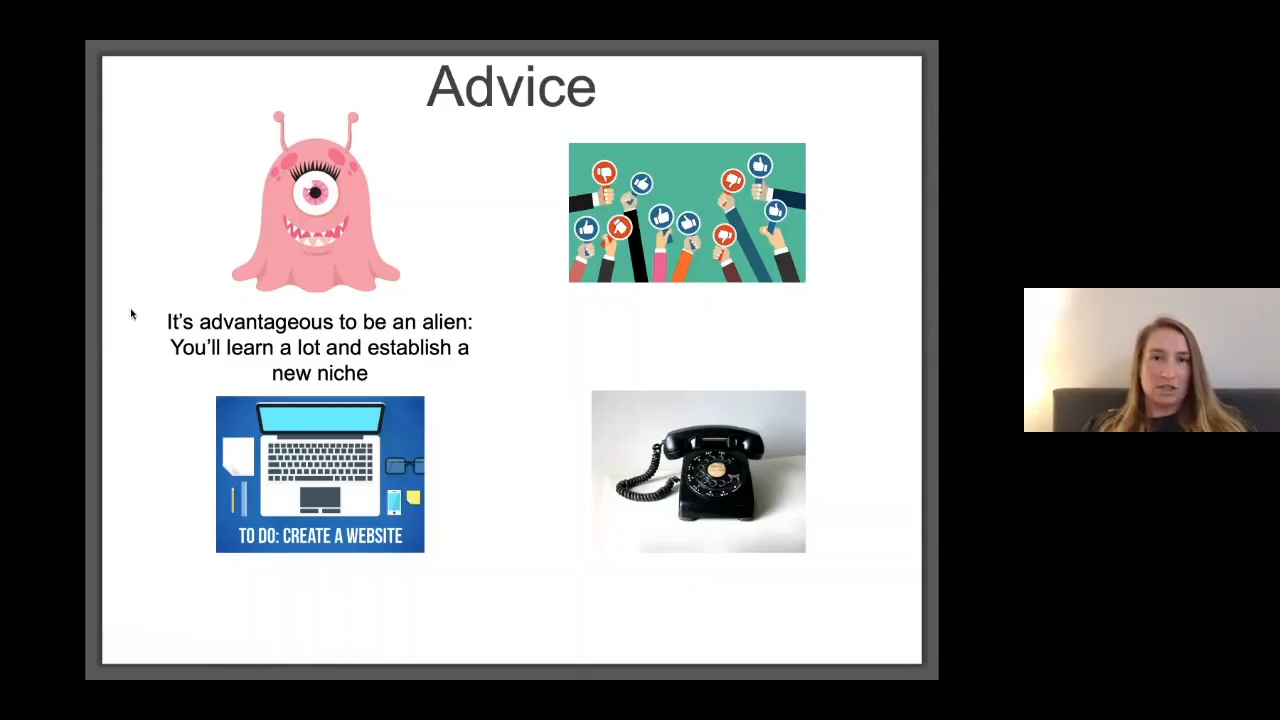 Advice
It's advantageous to be an alien:
You'll learn a lot and establish a
new niche
TO DO: CREATE A WEBSITE